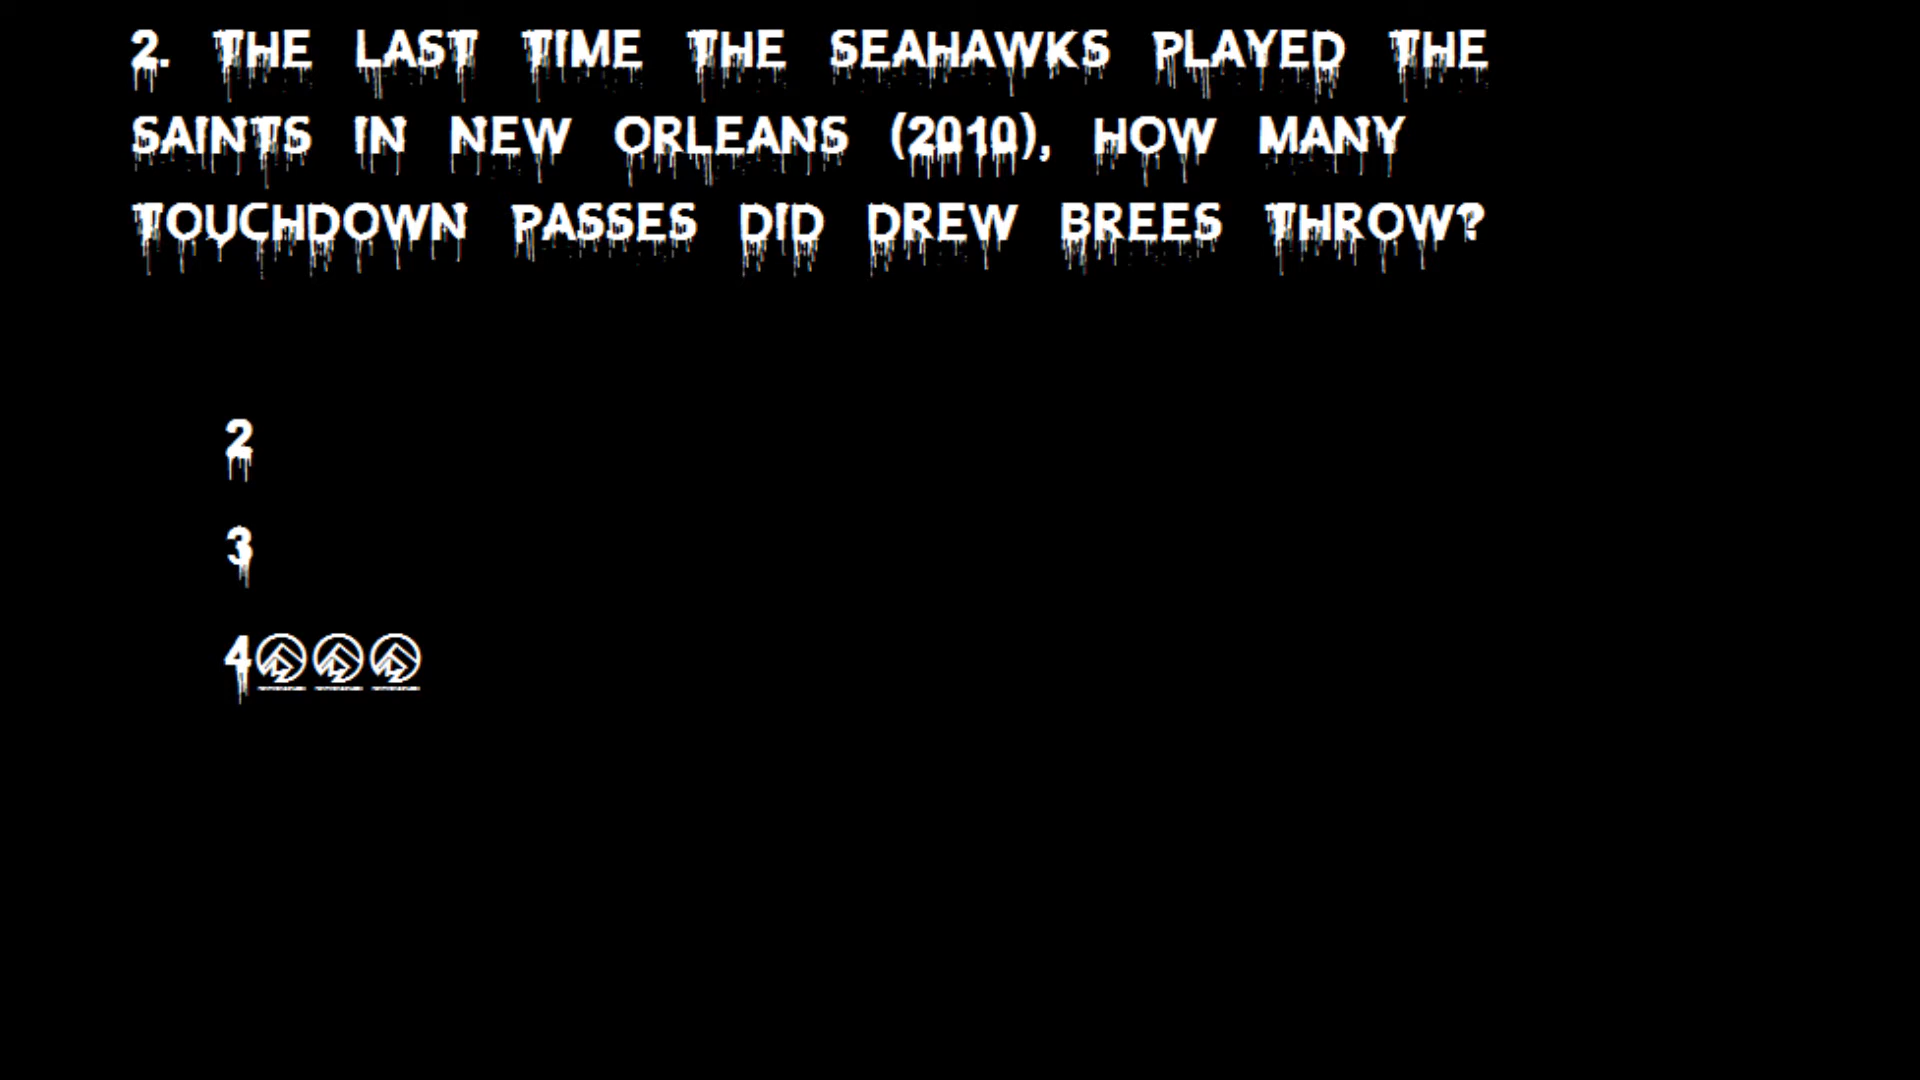 2. THE LAST TIME THE SEAHAWKS PLAYED THE
SAINTS IN NEW ORLEANS (2010), HOW MANY
TOUCHDOWN PASSES DID DREW BREES THROW?
2
3
4